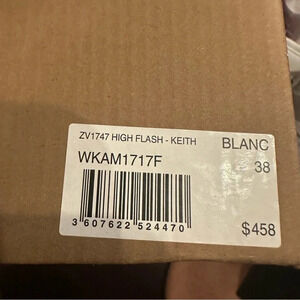 ZV1747 HIGH FLASH - KEITH BLANC
WKAM1717F 38
3 607622 524470
$458